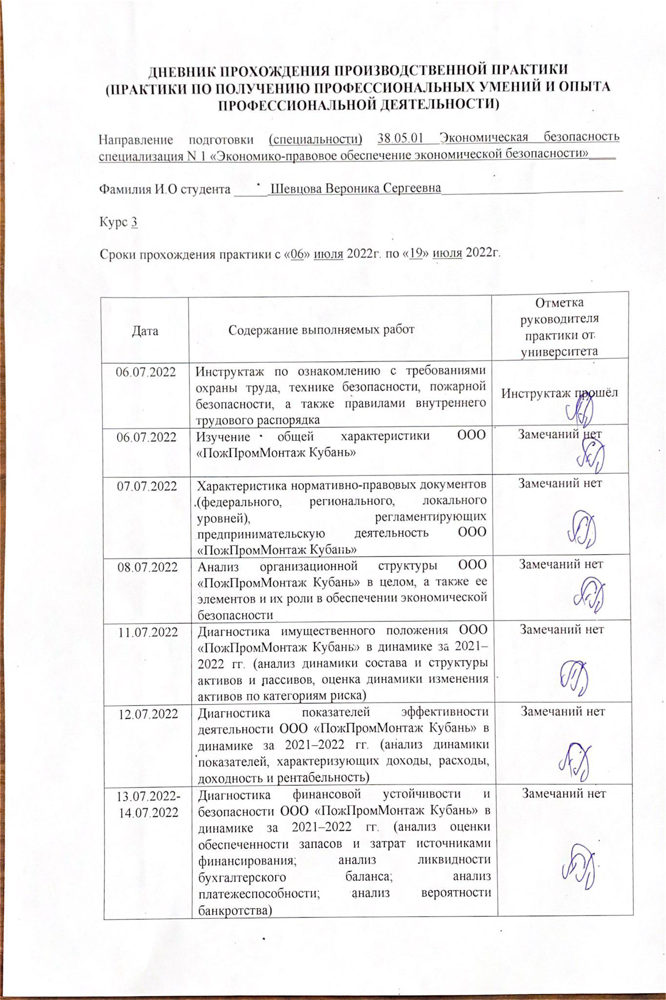 ДНЕВНИК ПРОХОЖДЕНИЯ ПРОИЗВОДСТВЕННОЙ ПРАКТИКИ
(ПРАКТИКИ ПО ПОЛУЧЕНИЮ ПРОФЕССИОНАЛЬНЫХ УМЕНИЙ И ОПЫТА
ПРОФЕССИОНАЛЬНОЙ ДЕЯТЕЛЬНОСТИ)
Направление подготовки (специальности) 38.05.01 Экономическая безопасность
специализация N 1 «Экономико-правовое обеспечение экономической безопасности»
Фамилия И.О студента Шевцова Вероника Сергеевна
Курс 3
Сроки прохождения практики с «06» июля 2022г. по «19» июля 2022г.
Дата
Содержание выполняемых работ
Отметка
руководителя
практики от
университета
06.07.2022
Инструктаж по ознакомлению с требованиями
охраны труда, технике безопасности, пожарной
безопасности, а также правилами внутреннего
трудового распорядка
Инструктаж прошёл
06.07.2022
Изучение общей характеристики ООО
«ПожПромМонтаж Кубань»
Замечаний нет
07.07.2022
Характеристика нормативно-правовых документов
(федерального, регионального, локального
уровней), регламентирующих
предпринимательскую деятельность ООО
«ПожПромМонтаж Кубань»
Замечаний нет
08.07.2022
Анализ организационной структуры ООО
«ПожПромМонтаж Кубань» в целом, а также ее
элементов и их роли в обеспечении экономической
безопасности
Замечаний нет
11.07.2022
Диагностика имущественного положения ООО
«ПожПромМонтаж Кубань» в динамике за 2021–
2022 гг. (анализ динамики состава и структуры
активов и пассивов, оценка динамики изменения
активов по категориям риска)
Замечаний нет
12.07.2022
Диагностика показателей эффективности
деятельности ООО «ПожПромМонтаж Кубань» в
динамике за 2021–2022 гг. (анализ динамики
показателей, характеризующих доходы, расходы,
доходность и рентабельность)
Замечаний нет
13.07.2022-
14.07.2022
Диагностика финансовой устойчивости и
безопасности ООО «ПожПромМонтаж Кубань» в
динамике за 2021–2022 гг. (анализ оценки
обеспеченности запасов и затрат источниками
финансирования; анализ ликвидности
бухгалтерского баланса; анализ
платежеспособности; анализ вероятности
банкротства)
Замечаний нет